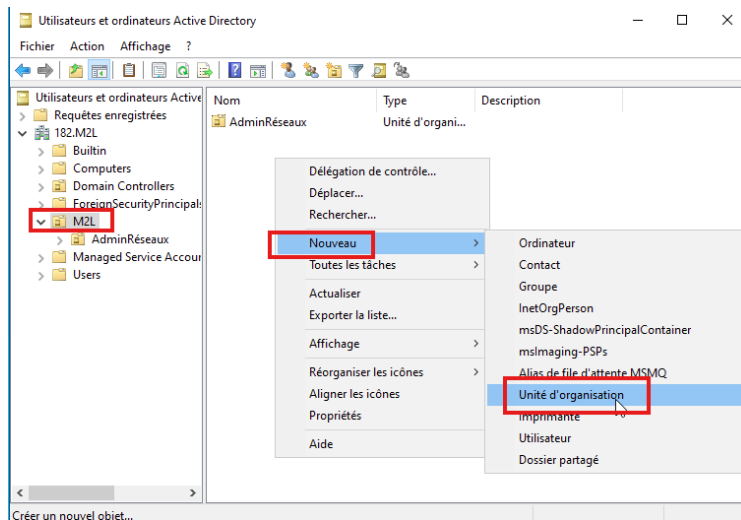 Utilisateurs et ordinateurs Active Directory
Fichier Action Affichage ?
Utilisateurs et ordinateurs Active
Requêtes enregistrées
182.M2L
Builtin
Computers
Domain Controllers
ForeignSecurityPrincipals
M2L
AdminRéseaux
Managed Service Accoun
Users
Nom Type Description
AdminRéseaux Unité d'organi...
Délégation de contrôle...
Déplacer...
Rechercher...
Nouveau
Toutes les tâches
Actualiser
Exporter la liste...
Affichage
Réorganiser les icônes
Aligner les icônes
Propriétés
Aide
Ordinateur
Contact
Groupe
InetOrgPerson
msDS-ShadowPrincipalContainer
msImaging-PSPs
Alias de file d'attente MSMQ
Unité d'organisation
Imprimante
Utilisateur
Dossier partagé
Créer un nouvel objet...